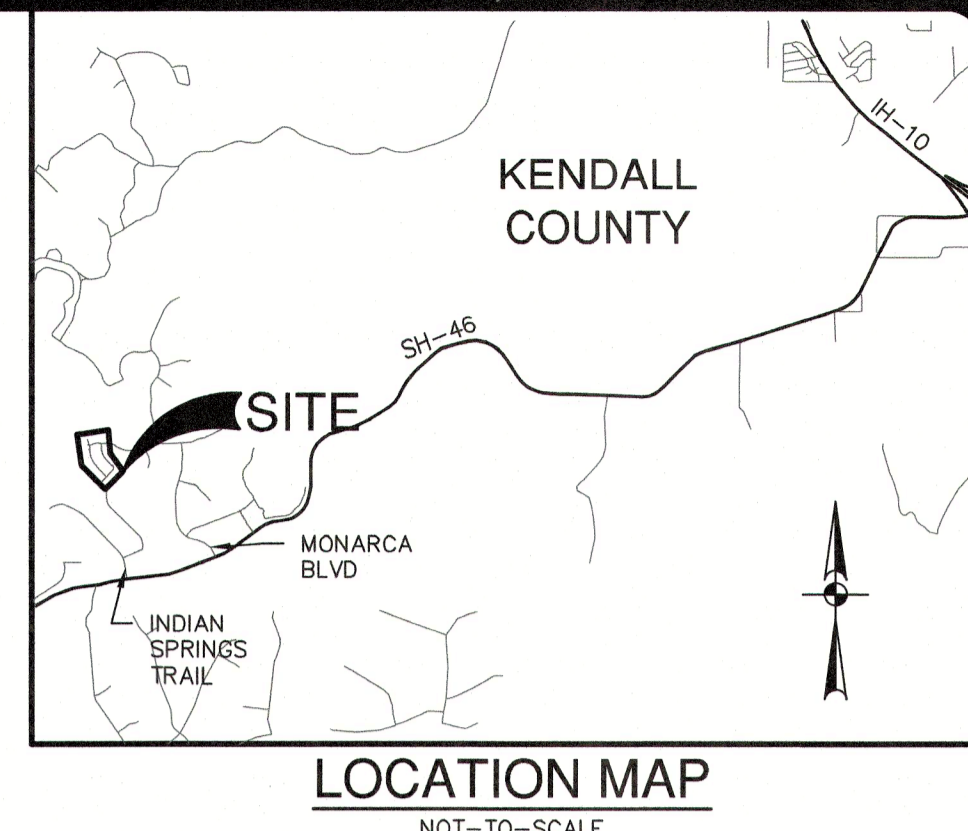 IH-10
KENDALL
COUNTY
SH-46
SITE
MONARCA
BLVD
INDIAN
SPRINGS
TRAIL
LOCATION MAP
NOT-TO-SCALE